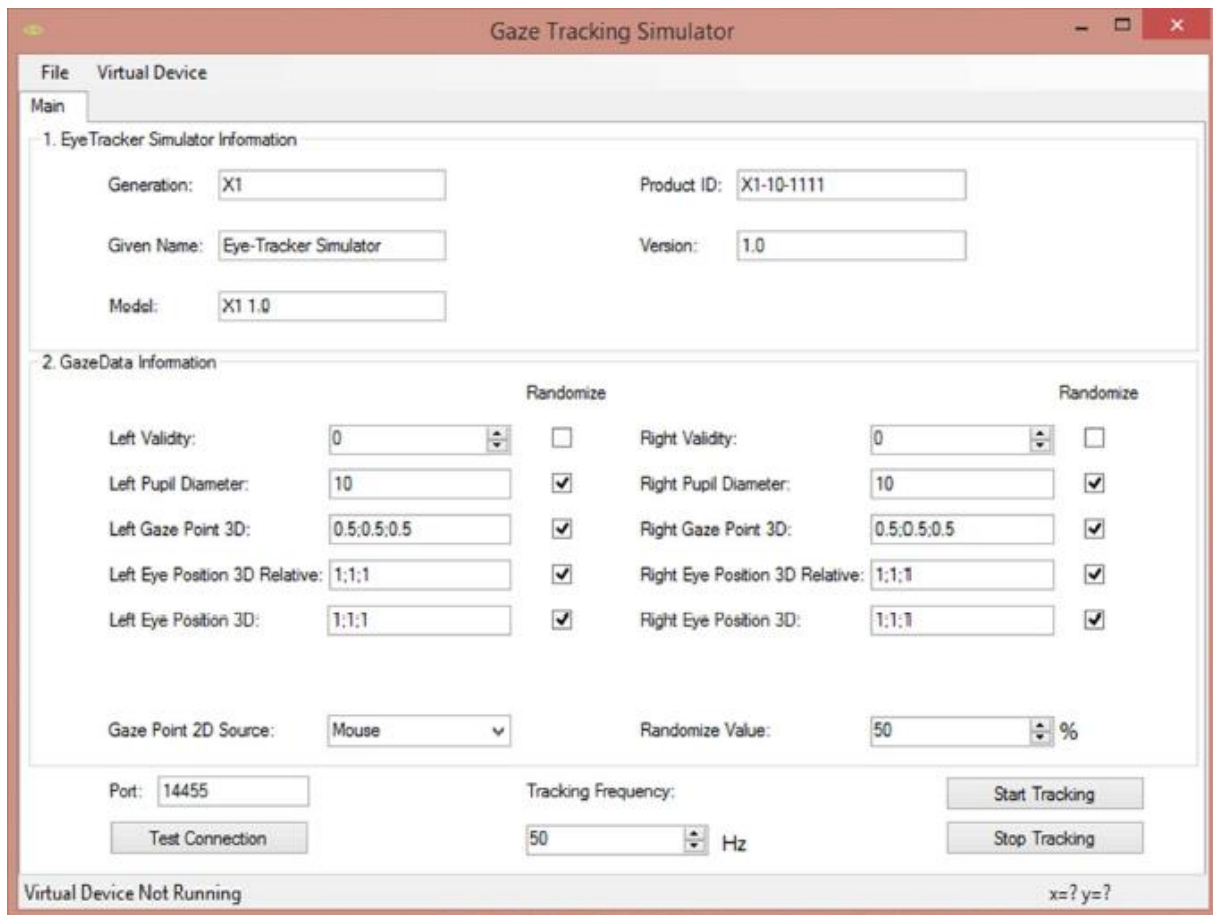 Gaze Tracking Simulator
File Virtual Device
Main
1. EyeTracker Simulator Information
Generation: X1 Product ID: X1-10-1111
Given Name: Eye-Tracker Simulator Version: 1.0
Model: X1 1.0
2. GazeData Information
Randomize Randomize
Left Validity: 0 Right Validity: 0
Left Pupil Diameter: 10 Right Pupil Diameter: 10
Left Gaze Point 3D: 0.5;0.5;0.5 Right Gaze Point 3D: 0.5;0.5;0.5
Left Eye Position 3D Relative: 1;1;1 Right Eye Position 3D Relative: 1;1;1
Left Eye Position 3D: 1;1;1 Right Eye Position 3D: 1;1;1
Gaze Point 2D Source: Mouse Randomize Value: 50 %
Port: 14455 Tracking Frequency: Start Tracking
Test Connection 50 Hz Stop Tracking
Virtual Device Not Running x=? y=?